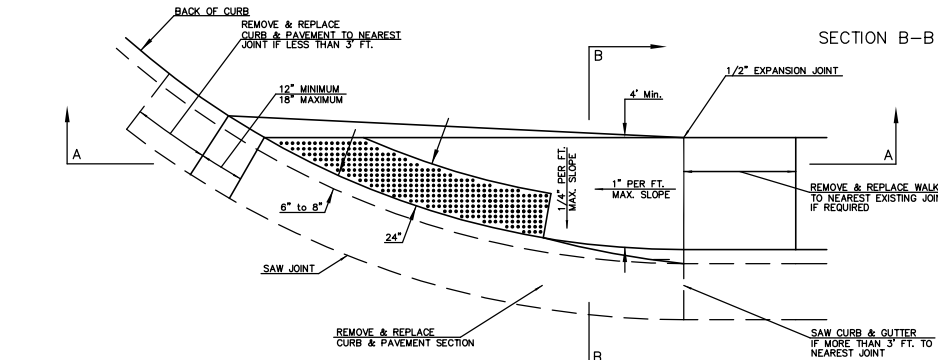 BACK OF CURB
REMOVE & REPLACE
CURB & PAVEMENT TO NEAREST
JOINT IF LESS THAN 3' FT.
SECTION B-B
B
1/2" EXPANSION JOINT
12" MINIMUM
18" MAXIMUM
4' Min.
A
A
1/4" PER FT.
MAX. SLOPE
1" PER FT.
MAX. SLOPE
REMOVE & REPLACE WALK
TO NEAREST EXISTING JOI
IF REQUIRED
6" to 8"
24"
SAW JOINT
REMOVE & REPLACE
CURB & PAVEMENT SECTION
B
SAW CURB & GUTTER
IF MORE THAN 3' FT. TO
NEAREST JOINT